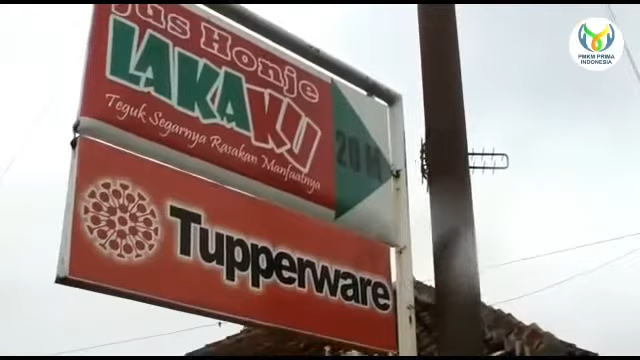 Jus Honje
LAKAKU
Teguk Segarnya Rasakan Manfaatnya
20 M
Tupperware
PMKM PRIMA
INDONESIA